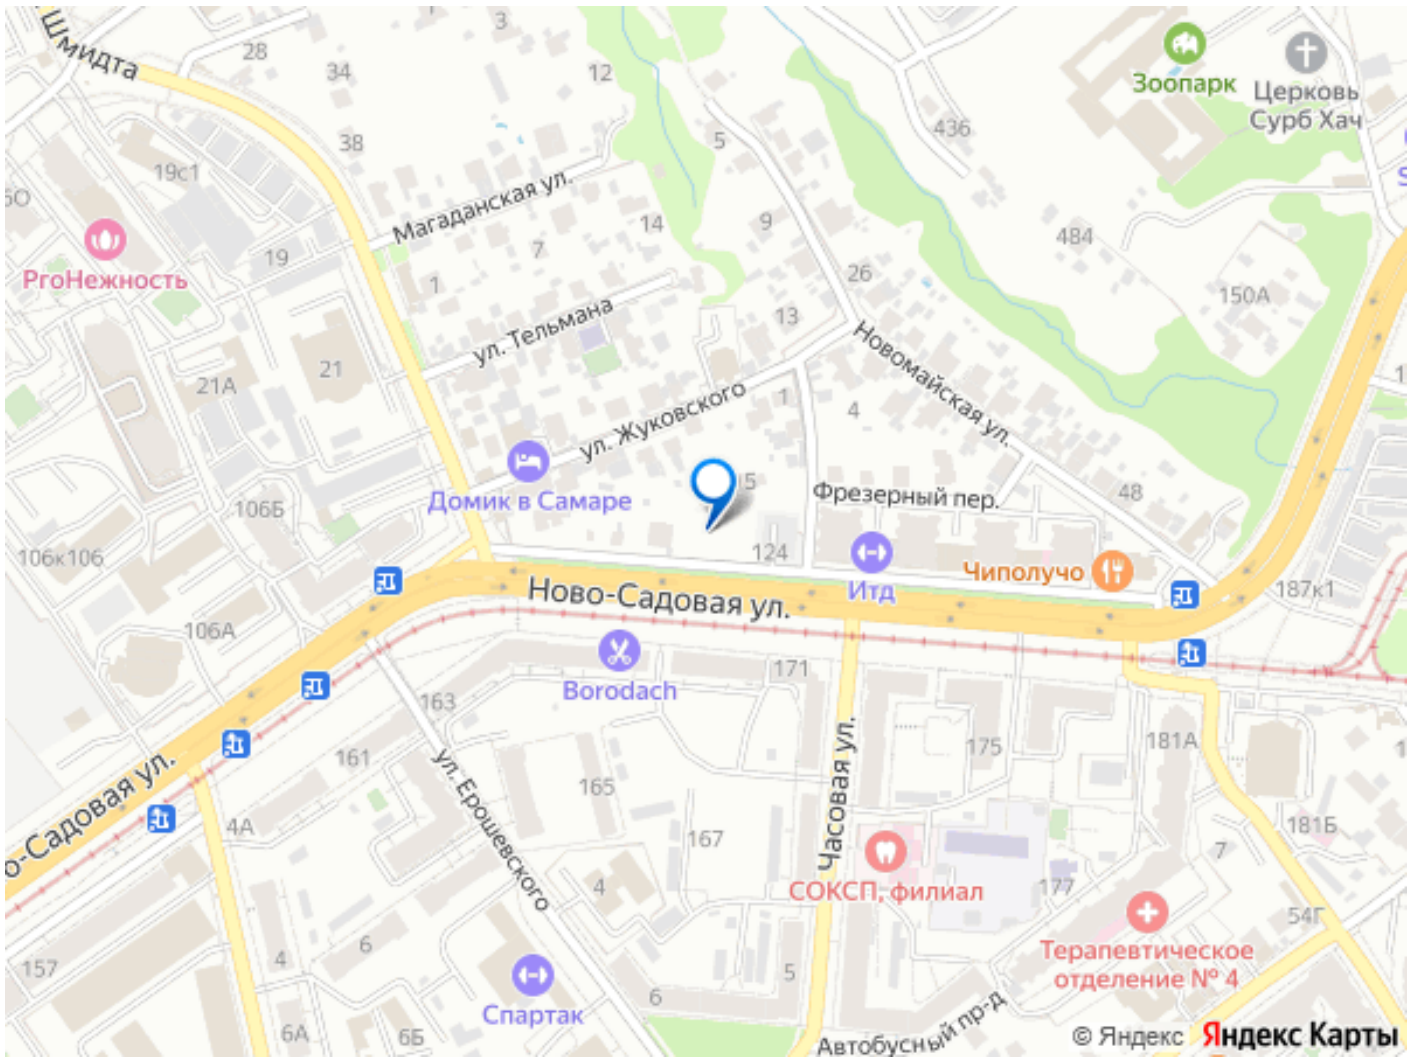 Шмидта
28
34
12
1
3
5
436
Зоопарк
Церковь
Сурб Хач
38
19с1
Магаданская ул.
14
9
484
РгоНежность
19
7
1
26
150А
13
ул. Тельмана
Новомайская ул.
21
21А
ул. Жуковского
1
4
Домик в Самаре
5
Фрезерный пер.
48
106Б
106к106
124
Итд
Чиполучо
187к1
Ново-Садовая ул.
106А
Borodach
171
163
161
ул. Ерошевского
165
175
181А
о-Садовая ул.
4А
Часовая ул.
167
181Б
7
СОКСП, филиал
177
4
54Г
Терапевтическое
отделение № 4
157
4
6
5
Спартак
6
6А
6Б
Автобусный пр-д
© Яндекс Яндекс Карты